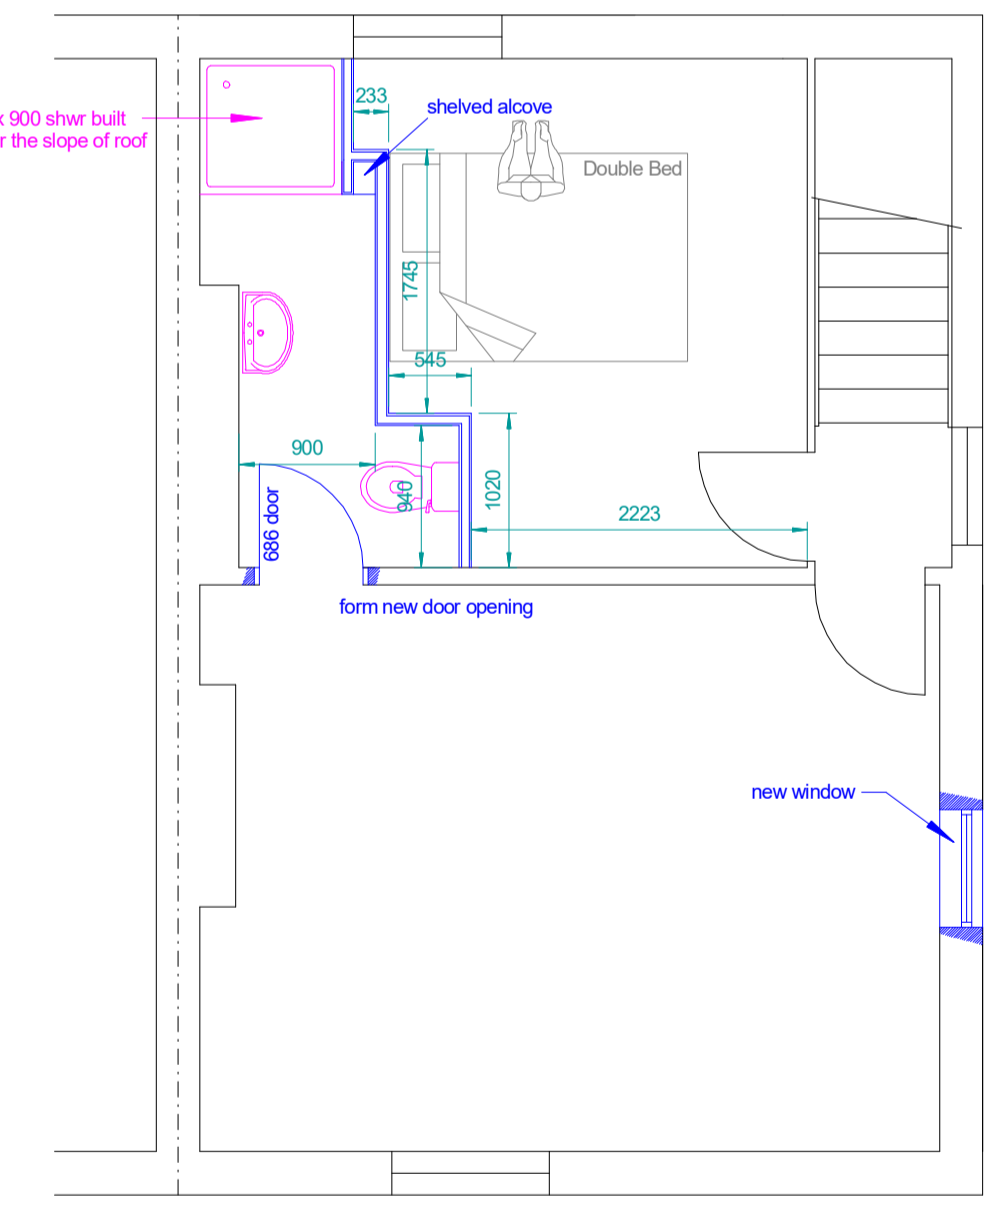 233
shelved alcove
x 900 shwr built
r the slope of roof
Double Bed
1745
545
900
940
1020
686 door
2223
form new door opening
new window